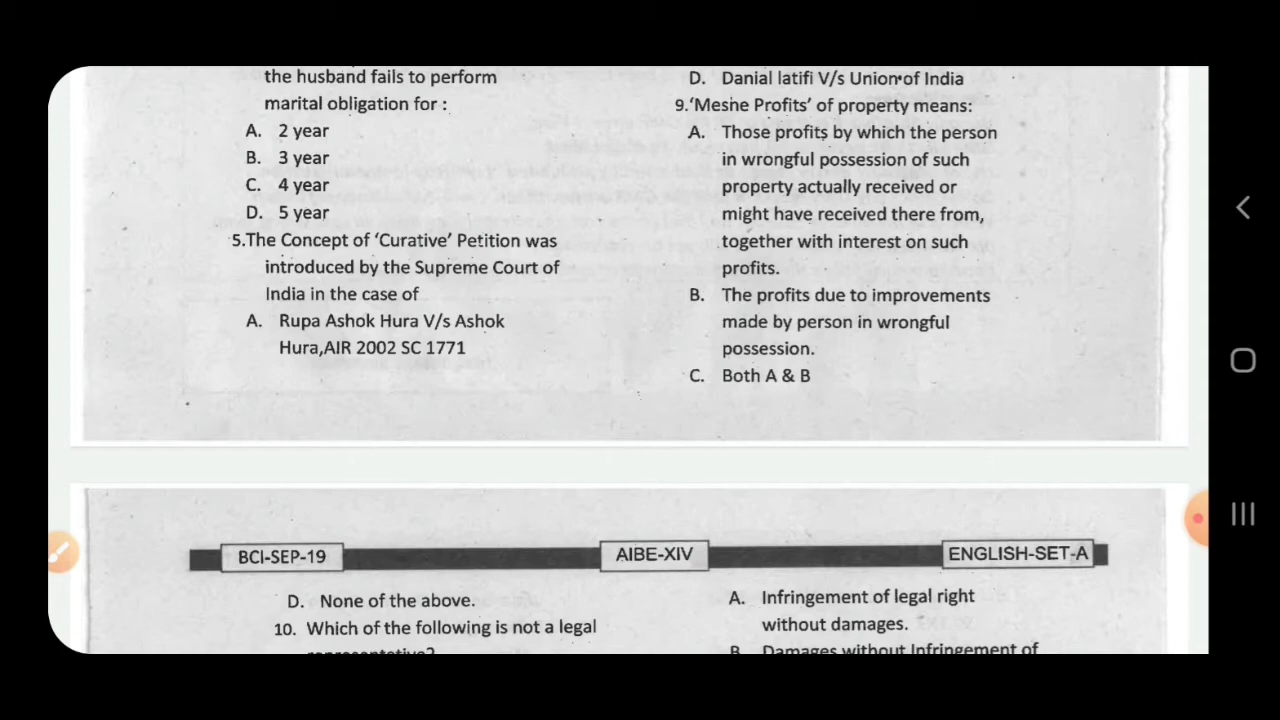 the husband fails to perform
marital obligation for :
A. 2 year
B. 3 year
C. 4 year
D. 5 year
5.The Concept of ‘Curative’ Petition was
introduced by the Supreme Court of
India in the case of
A. Rupa Ashok Hura V/s Ashok
Hura,AIR 2002 SC 1771
D. Danial latifi V/s Union of India
9.‘Meshe Profits’ of property means:
A. Those profits by which the person
in wrongful possession of such
property actually received or
might have received there from,
together with interest on such
profits.
B. The profits due to improvements
made by person in wrongful
possession.
C. Both A & B
BCI-SEP-19
AIBE-XIV
ENGLISH-SET-A
D. None of the above.
10. Which of the following is not a legal
representative?
A. Infringement of legal right
without damages.
B. Damages without Infringement of